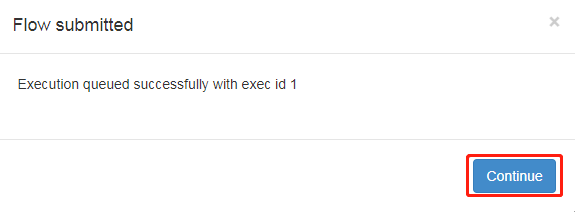 Flow submitted
×
Execution queued successfully with exec id 1
Continue